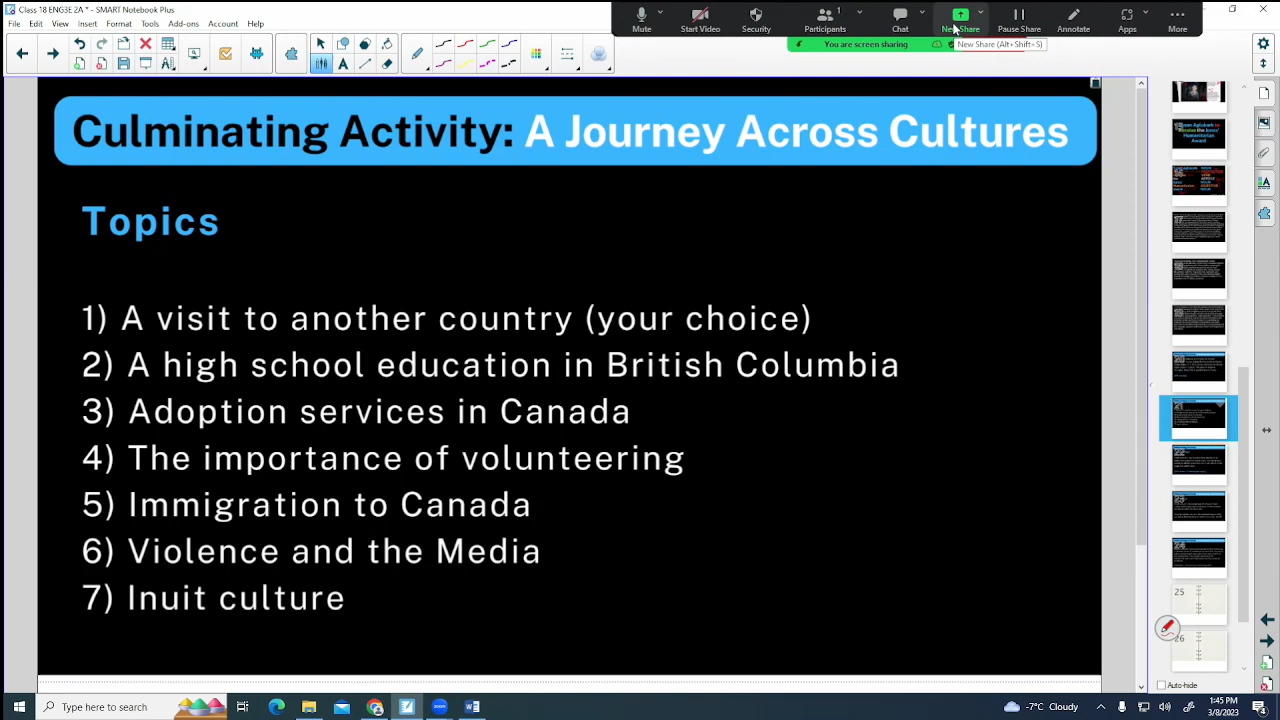 Class 18 ENG3E 2A * - SMART Notebook Plus
File Edit View Insert Format Tools Add-ons Account Help
Mute Start Video Security Participants 1 Chat New Share Pause Share Annotate Apps More
You are screen sharing
New Share (Alt+Shift+S)
Culminating Activity A Journey Across Cultures
Topics
1) A visit to another country (your choice)
2) A high school education in British Columbia
3) Adoption services in Canada
4) The importance of volunteering
5) Immigration to Canada
6) Violence and the Media
7) Inuit culture
25
26
Auto-hide
Type here to search
zoom
-7°C Cloudy
1:45 PM
3/8/2023